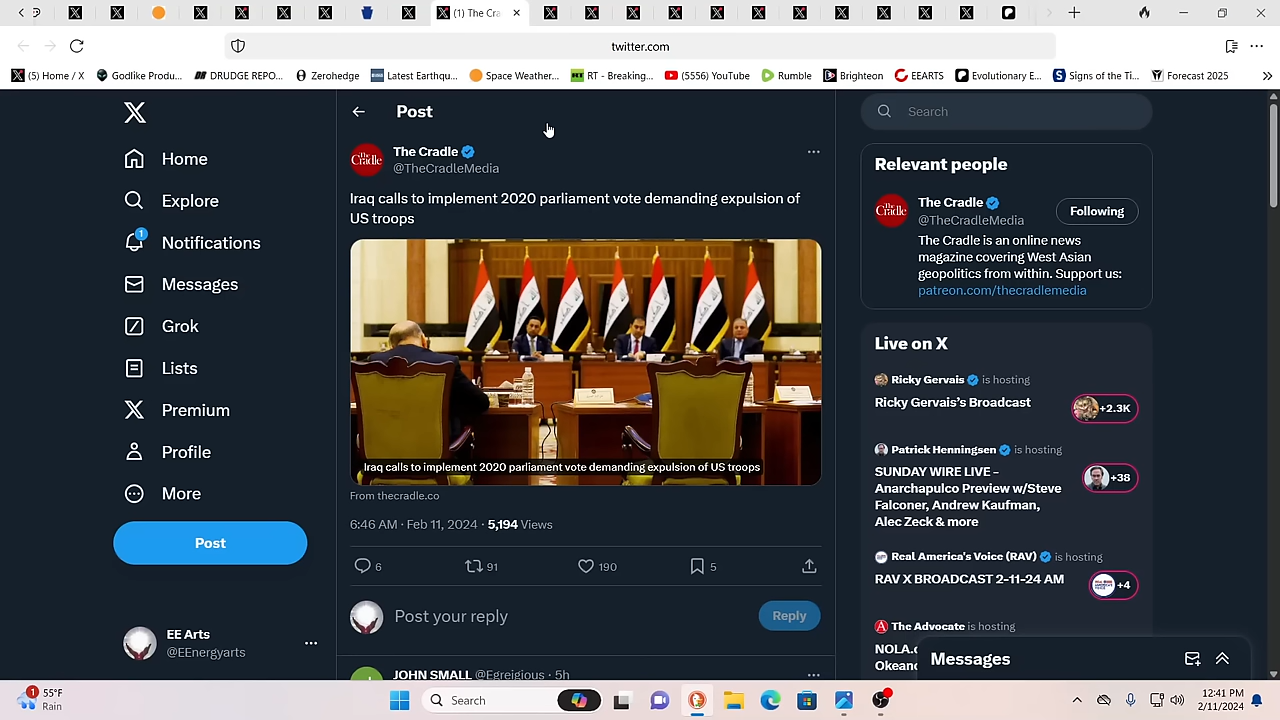 (1) The Cra
twitter.com
(5) Home / X
Godlike Produ...
DRUDGE REPO...
Zerohedge
Latest Earthqu...
Space Weather...
RT - Breaking...
(5556) YouTube
Rumble
Brighteon
EEARTS
Evolutionary E...
Signs of the Ti...
Forecast 2025
Home
Explore
1
Notifications
Messages
Grok
Lists
Premium
Profile
More
Post
EE Arts
@EEnergyarts
Post
The Cradle
@TheCradleMedia
Iraq calls to implement 2020 parliament vote demanding expulsion of
US troops
Iraq calls to implement 2020 parliament vote demanding expulsion of US troops
From thecradle.co
6:46 AM · Feb 11, 2024 · 5,194 Views
6
91
190
5
Post your reply
Reply
JOHN SMALL @Egreigious · 5h
Search
Relevant people
The Cradle
@TheCradleMedia
Following
The Cradle is an online news
magazine covering West Asian
geopolitics from within. Support us:
patreon.com/thecradlemedia
Live on X
Ricky Gervais is hosting
Ricky Gervais's Broadcast
+2.3K
Patrick Henningsen is hosting
SUNDAY WIRE LIVE –
Anarchapulco Preview w/Steve
Falconer, Andrew Kaufman,
Alec Zeck & more
+38
Real America's Voice (RAV) is hosting
RAV X BROADCAST 2-11-24 AM
+4
The Advocate is hosting
NOLA.c
Okeand
Messages
1
55°F
Rain
Search
12:41 PM
2/11/2024